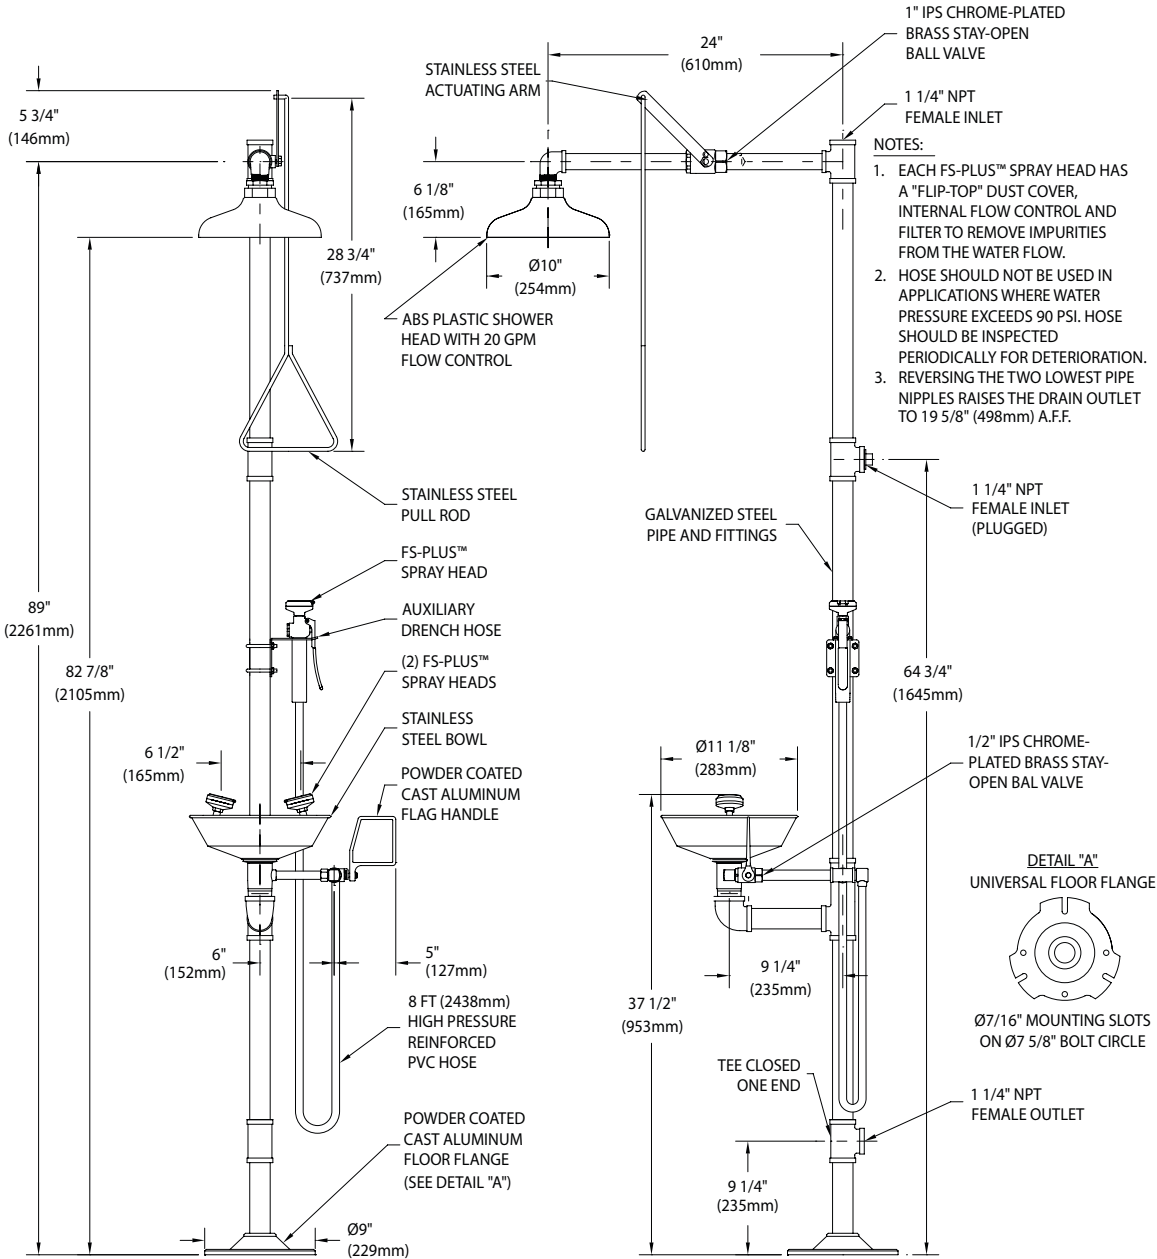 1" IPS CHROME-PLATED
BRASS STAY-OPEN
BALL VALVE
24"
(610mm)
STAINLESS STEEL
ACTUATING ARM
5 3/4"
(146mm)
1 1/4" NPT
FEMALE INLET
NOTES:
1. EACH FS-PLUS™ SPRAY HEAD HAS
A "FLIP-TOP" DUST COVER,
INTERNAL FLOW CONTROL AND
FILTER TO REMOVE IMPURITIES
FROM THE WATER FLOW.
2. HOSE SHOULD NOT BE USED IN
APPLICATIONS WHERE WATER
PRESSURE EXCEEDS 90 PSI. HOSE
SHOULD BE INSPECTED
PERIODICALLY FOR DETERIORATION.
3. REVERSING THE TWO LOWEST PIPE
NIPPLES RAISES THE DRAIN OUTLET
TO 19 5/8" (498mm) A.F.F.
6 1/8"
(165mm)
28 3/4"
(737mm)
Ø10"
(254mm)
ABS PLASTIC SHOWER
HEAD WITH 20 GPM
FLOW CONTROL
STAINLESS STEEL
PULL ROD
1 1/4" NPT
FEMALE INLET
(PLUGGED)
GALVANIZED STEEL
PIPE AND FITTINGS
FS-PLUS™
SPRAY HEAD
89"
(2261mm)
AUXILIARY
DRENCH HOSE
82 7/8"
(2105mm)
(2) FS-PLUS™
SPRAY HEADS
64 3/4"
(1645mm)
STAINLESS
STEEL BOWL
6 1/2"
(165mm)
Ø11 1/8"
(283mm)
1/2" IPS CHROME-
PLATED BRASS STAY-
OPEN BAL VALVE
POWDER COATED
CAST ALUMINUM
FLAG HANDLE
DETAIL "A"
UNIVERSAL FLOOR FLANGE
6"
(152mm)
5"
(127mm)
9 1/4"
(235mm)
37 1/2"
(953mm)
8 FT (2438mm)
HIGH PRESSURE
REINFORCED
PVC HOSE
Ø7/16" MOUNTING SLOTS
ON Ø7 5/8" BOLT CIRCLE
TEE CLOSED
ONE END
1 1/4" NPT
FEMALE OUTLET
POWDER COATED
CAST ALUMINUM
FLOOR FLANGE
(SEE DETAIL "A")
9 1/4"
(235mm)
Ø9"
(229mm)